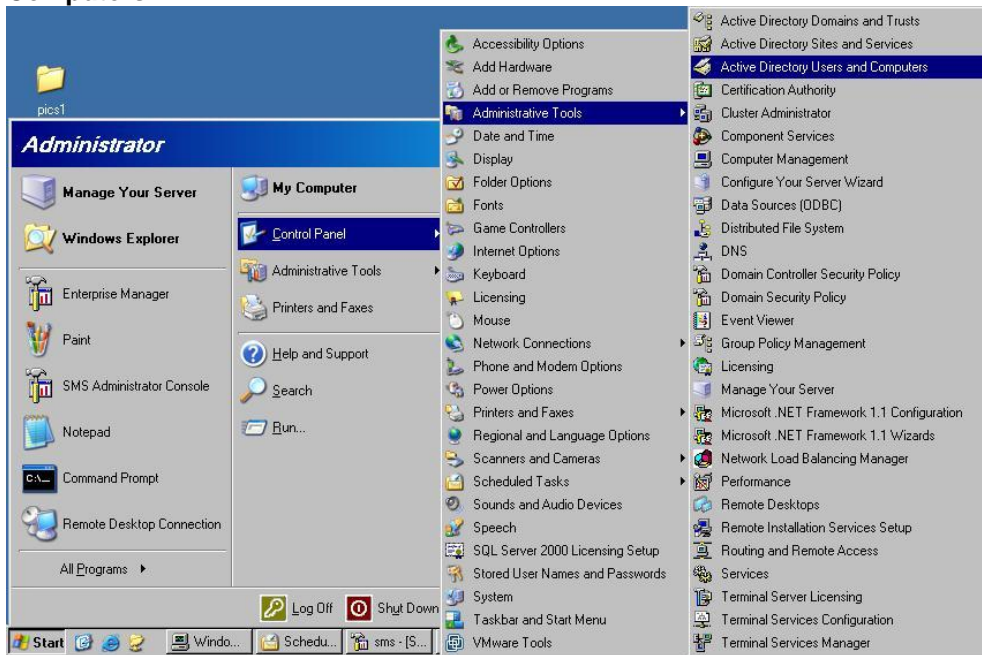 pics1
Administrator
Manage Your Server
Windows Explorer
Enterprise Manager
Paint
SMS Administrator Console
Notepad
Command Prompt
Remote Desktop Connection
All Programs
My Computer
Control Panel
Administrative Tools
Printers and Faxes
Help and Support
Search
Run...
Log Off
Shut Down
Start
Windo...
Schedu...
sms - [S...
Accessibility Options
Add Hardware
Add or Remove Programs
Administrative Tools
Date and Time
Display
Folder Options
Fonts
Game Controllers
Internet Options
Keyboard
Licensing
Mouse
Network Connections
Phone and Modem Options
Power Options
Printers and Faxes
Regional and Language Options
Scanners and Cameras
Scheduled Tasks
Sounds and Audio Devices
Speech
SQL Server 2000 Licensing Setup
Stored User Names and Passwords
System
Taskbar and Start Menu
VMware Tools
Active Directory Domains and Trusts
Active Directory Sites and Services
Active Directory Users and Computers
Certification Authority
Cluster Administrator
Component Services
Computer Management
Configure Your Server Wizard
Data Sources (ODBC)
Distributed File System
DNS
Domain Controller Security Policy
Domain Security Policy
Event Viewer
Group Policy Management
Licensing
Manage Your Server
Microsoft .NET Framework 1.1 Configuration
Microsoft .NET Framework 1.1 Wizards
Network Load Balancing Manager
Performance
Remote Desktops
Remote Installation Services Setup
Routing and Remote Access
Services
Terminal Server Licensing
Terminal Services Configuration
Terminal Services Manager